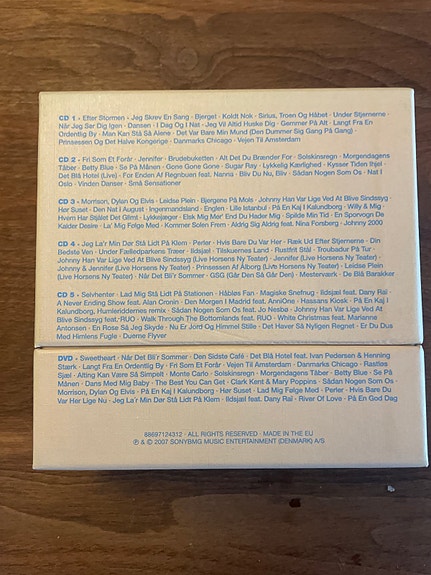 CD 1 • Efter Stormen • Jeg Skrev En Sang • Bjerget • Koldt Nok • Sirius, Troen Og Håbet • Under Stjernerne
Når Jeg Ser Dig Igen • Dansen • I Dag Og I Nat • Jeg Vil Altid Huske Dig • Gemmer På Alt • Langt Fra En
Ordentlig By • Man Kan Stå Så Alene • Det Var Bare Min Mund (Den Dummer Sig Gang På Gang) •
Prinsessen Og Det Halve Kongerige • Danmarks Chicago • Vejen Til Amsterdam
CD 2 • Fri Som Et Forår • Jennifer • Brudebuketten • Alt Det Du Brænder For • Solskinsregn • Morgendagens
Tåber • Betty Blue • Se På Månen • Gone Gone Gone • Sugar Ray • Lykkelig Kærlighed • Kysser Tiden Ihjel •
Det Blå Hotel (Live) • For Enden Af Regnbuen feat. Nanna • Bliv Du Nu, Bliv • Sådan Nogen Som Os • Nat I
Oslo • Vinden Danser • Små Sensationer
CD 3 • Morrison, Dylan Og Elvis • Leidse Plein • Bjergene På Mols • Johnny Han Var Lige Ved At Blive Sindssyg
Hør Suset • Den Nat I August • Ingenmandsland • Englen • Lille Istanbul • På En Kaj I Kalundborg • Willy & Mig •
Hvem Har Stjålet Det Glimt • Lykkejæger • Elsk Mig Mer' End Du Hader Mig • Spilde Min Tid • En Sporvogn De
Kalder Desire • La' Mig Følge Med • Kommer Solen Frem • Aldrig Sig Aldrig feat. Nina Forsberg • Johnny 2000
CD 4 • Jeg La'r Min Dør Stå Lidt På Klem • Perler • Hvis Bare Du Var Her • Ræk Ud Efter Stjernerne • Din
Bedste Ven • Under Fælledparkens Træer • Ildsjæl • Tilskuernes Land • Rustfrit Stål • Troubadur På Tur •
Johnny Han Var Lige Ved At Blive Sindssyg (Live Horsens Ny Teater) • Jennifer (Live Horsens Ny Teater) •
Johnny & Jennifer (Live Horsens Ny Teater) • Prinsessen Af Ålborg (Live Horsens Ny Teater) • Leidse Plein
(Live Horsens Ny Teater) • Når Det Bli'r Sommer • GSG (Går Den Så Går Den) • Mesterværk • De Blå Barakker
CD 5 • Selvhenter • Lad Mig Stå Lidt På Stationen • Håbløs Fan • Magiske Snefnug • Ildsjæl feat. Dany Raí
A Never Ending Show feat. Alan Cronin • Den Morgen I Madrid feat. AnniOne • Hassans Kiosk • På En Kaj I
Kalundborg, Humleriddernes remix • Sådan Nogen Som Os feat. Jo Nesbø • Johnny Han Var Lige Ved At
Blive Sindssyg feat. RUO • Walk Through The Bottomlands feat. RUO • White Christmas feat. Marianne
Antonsen • En Rose Så Jeg Skyde • Nu Er Jord Og Himmel Stille • Det Haver Så Nyligen Regnet • Er Du Dus
Med Himlens Fugle • Duerne Flyver
DVD • Sweetheart • Når Det Bli'r Sommer • Den Sidste Café • Det Blå Hotel feat. Ivan Pedersen & Henning
Stærk • Langt Fra En Ordentlig By • Fri Som Et Forår • Vejen Til Amsterdam • Danmarks Chicago • Rastløs
Sjæl • Alting Kan Være Så Simpelt • Monte Carlo • Solskinsregn • Morgendagens Tåber • Betty Blue • Se På
Månen • Dans Med Mig Baby • The Best You Can Get • Clark Kent & Mary Poppins • Sådan Nogen Som Os •
Morrison, Dylan Og Elvis • På En Kaj I Kalundborg • Hør Suset • Lad Mig Følge Med • Perler • Hvis Bare Du
Var Her Lige Nu • Jeg La'r Min Dør Stå Lidt På Klem • Ildsjæl feat. Dany Raí • River Of Love • På En God Dag
88697124312 • ALL RIGHTS RESERVED • MADE IN THE EU
℗ & © 2007 SONYBMG MUSIC ENTERTAINMENT (DENMARK) A/S